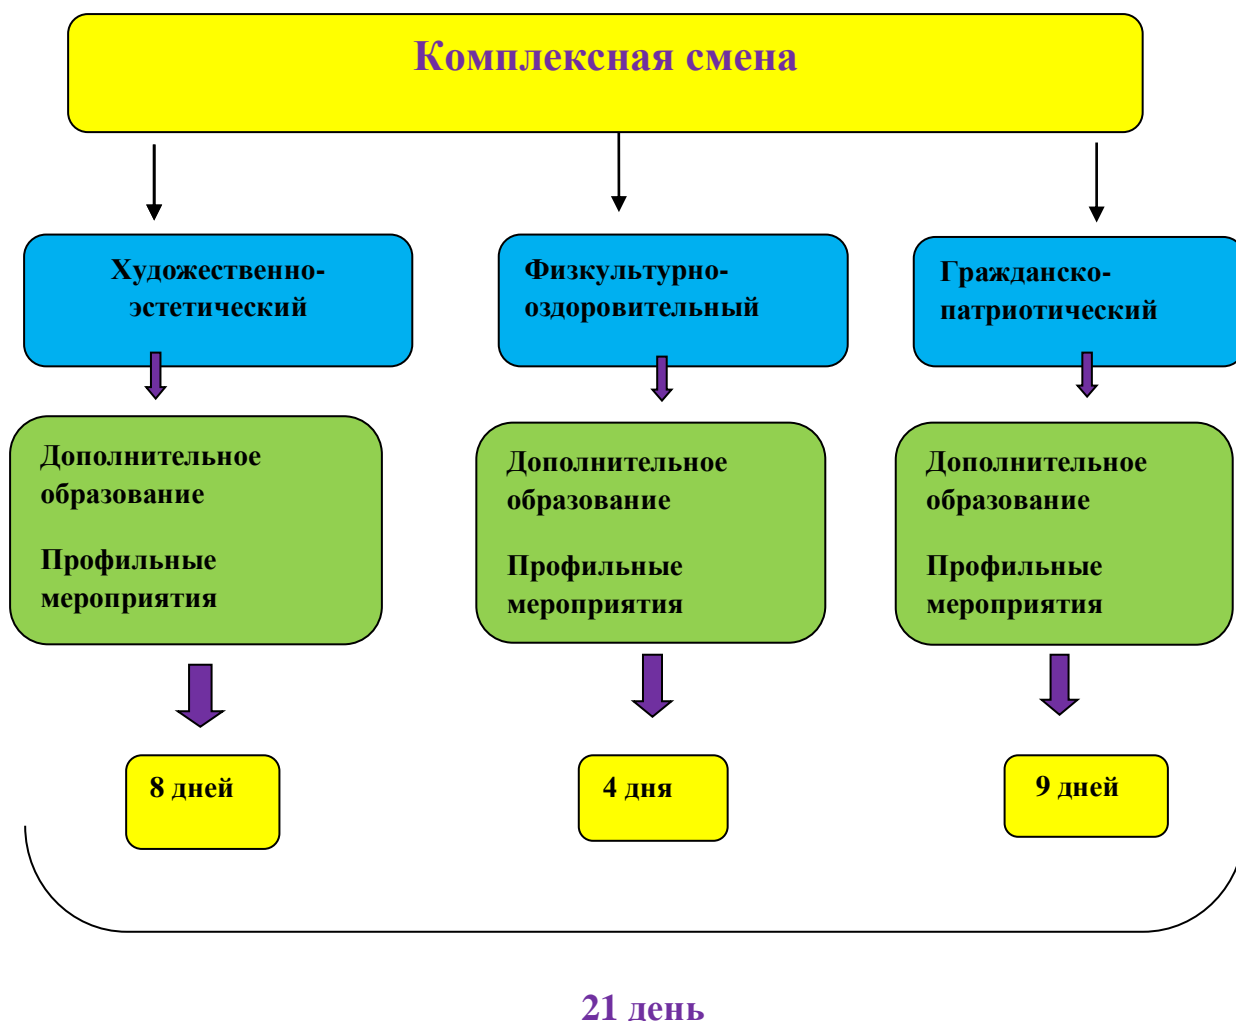 Комплексная смена
Художественно-
эстетический
Физкультурно-
оздоровительный
Гражданско-
патриотический
Дополнительное
образование
Профильные
мероприятия
Дополнительное
образование
Профильные
мероприятия
Дополнительное
образование
Профильные
мероприятия
8 дней
4 дня
9 дней
21 день